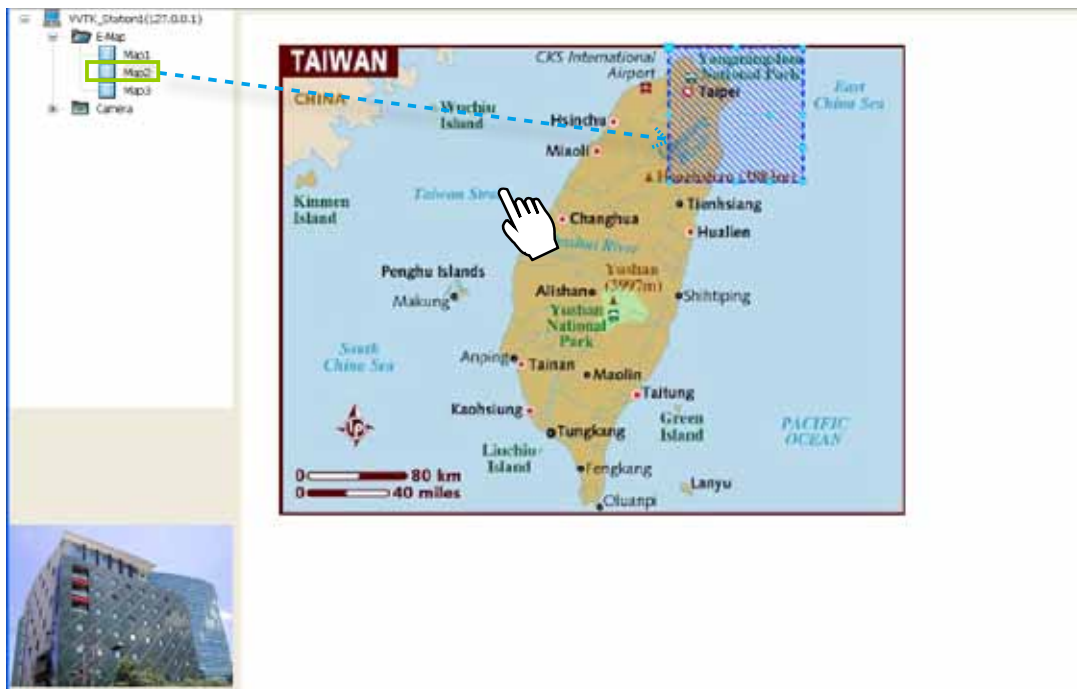 VVTK_Station1(127.0.0.1)
E-Map
Map1
Map2
Map3
Camera
TAIWAN
CHINA
CKS International
Airport
National Park
Taipei
East
China Sea
Wuchiu
Island
Hsinchu
Miaoli
Kinmen
Island
Taiwan
Tienhsiang
Changhua
Hualien
River
Penghu Islands
Makung
Yushan
(3997m)
Alishan
Shihtiping
Yushan
National
Park
South
China Sea
Anping
Tainan
Maolin
Taitung
Kaohsiung
Green
Island
PACIFIC
OCEAN
Tungkang
Liuchiu
Island
Fengkang
Lanyu
Oluanpi
0 80 km
0 40 miles